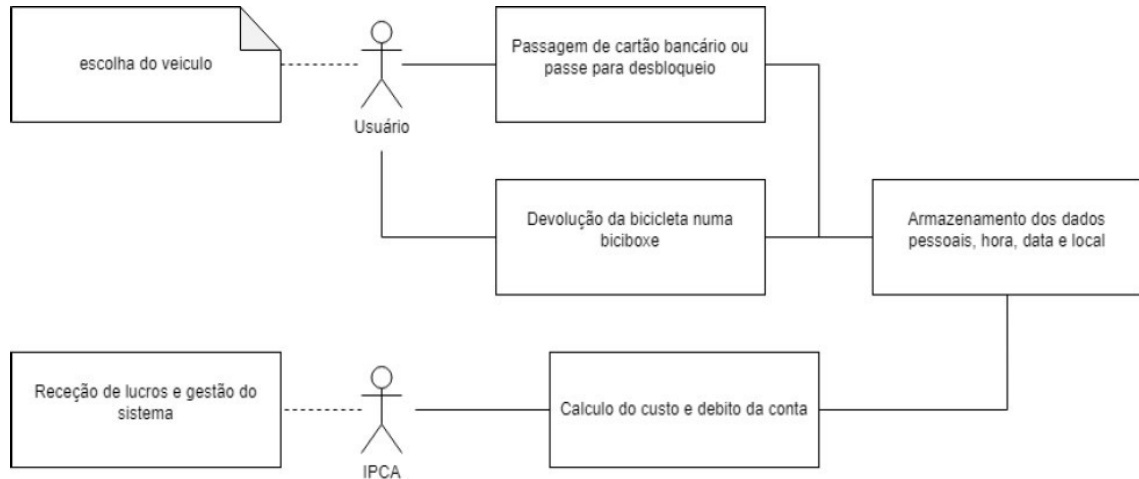 escolha do veiculo
Usuário
Passagem de cartão bancário ou
passe para desbloqueio
Devolução da bicicleta numa
biciboxe
Armazenamento dos dados
pessoais, hora, data e local
Receção de lucros e gestão do
sistema
IPCA
Calculo do custo e debito da conta